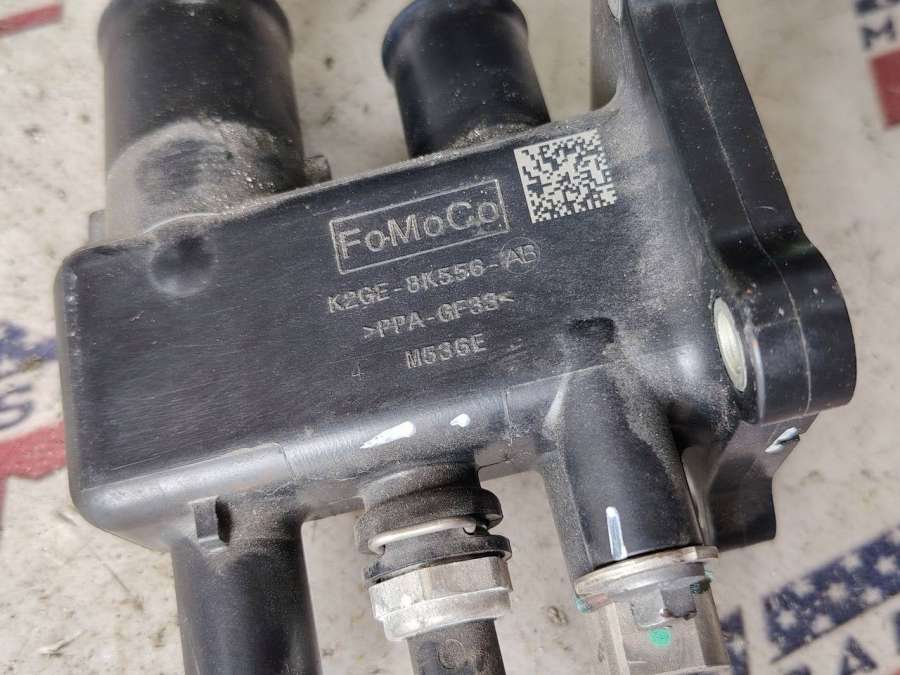 FoMoCo
K2GE-8K556-AB
>PPA-GF33<
M536E